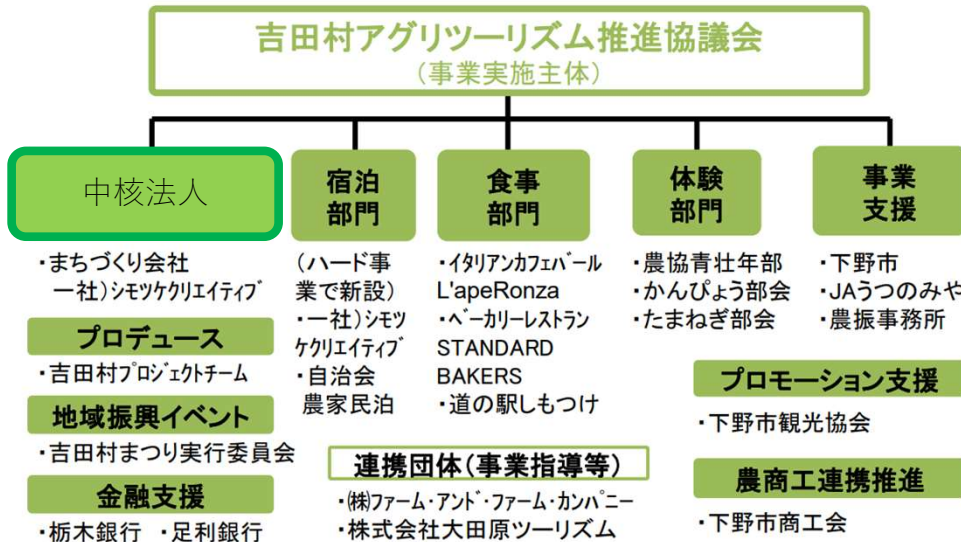 吉田村アグリツーリズム推進協議会
(事業実施主体)
中核法人
・まちづくり会社
一社)シモツケクリエイティブ
プロデュース
・吉田村プロジェクトチーム
地域振興イベント
・吉田村まつり実行委員会
金融支援
・栃木銀行 ・足利銀行
宿泊
部門
(ハード事
業で新設)
・一社)シモツ
ケクリエイティブ
・自治会
農家民泊
食事
部門
・イタリアンカフェバール
L'apeRonza
・ベーカリーレストラン
STANDARD
BAKERS
・道の駅しもつけ
連携団体(事業指導等)
・㈱ファーム・アンド・ファーム・カンパニー
・株式会社大田原ツーリズム
体験
部門
・農協青壮年部
・かんぴょう部会
・たまねぎ部会
事業
支援
・下野市
・JAうつのみや
・農振事務所
プロモーション支援
・下野市観光協会
農商工連携推進
・下野市商工会